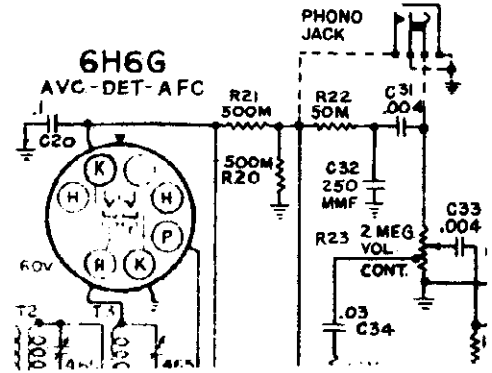 PHONO
JACK
6H6G
AVC-DET-AFC
.1
C20
R21
500M
R22
50M
C31
.004
500M
R20
C32
250
MMF
K
H
H
P
K
60V
R23
2 MEG.
VOL.
CONT.
C33
.004
.03
C34
T2
T3
465